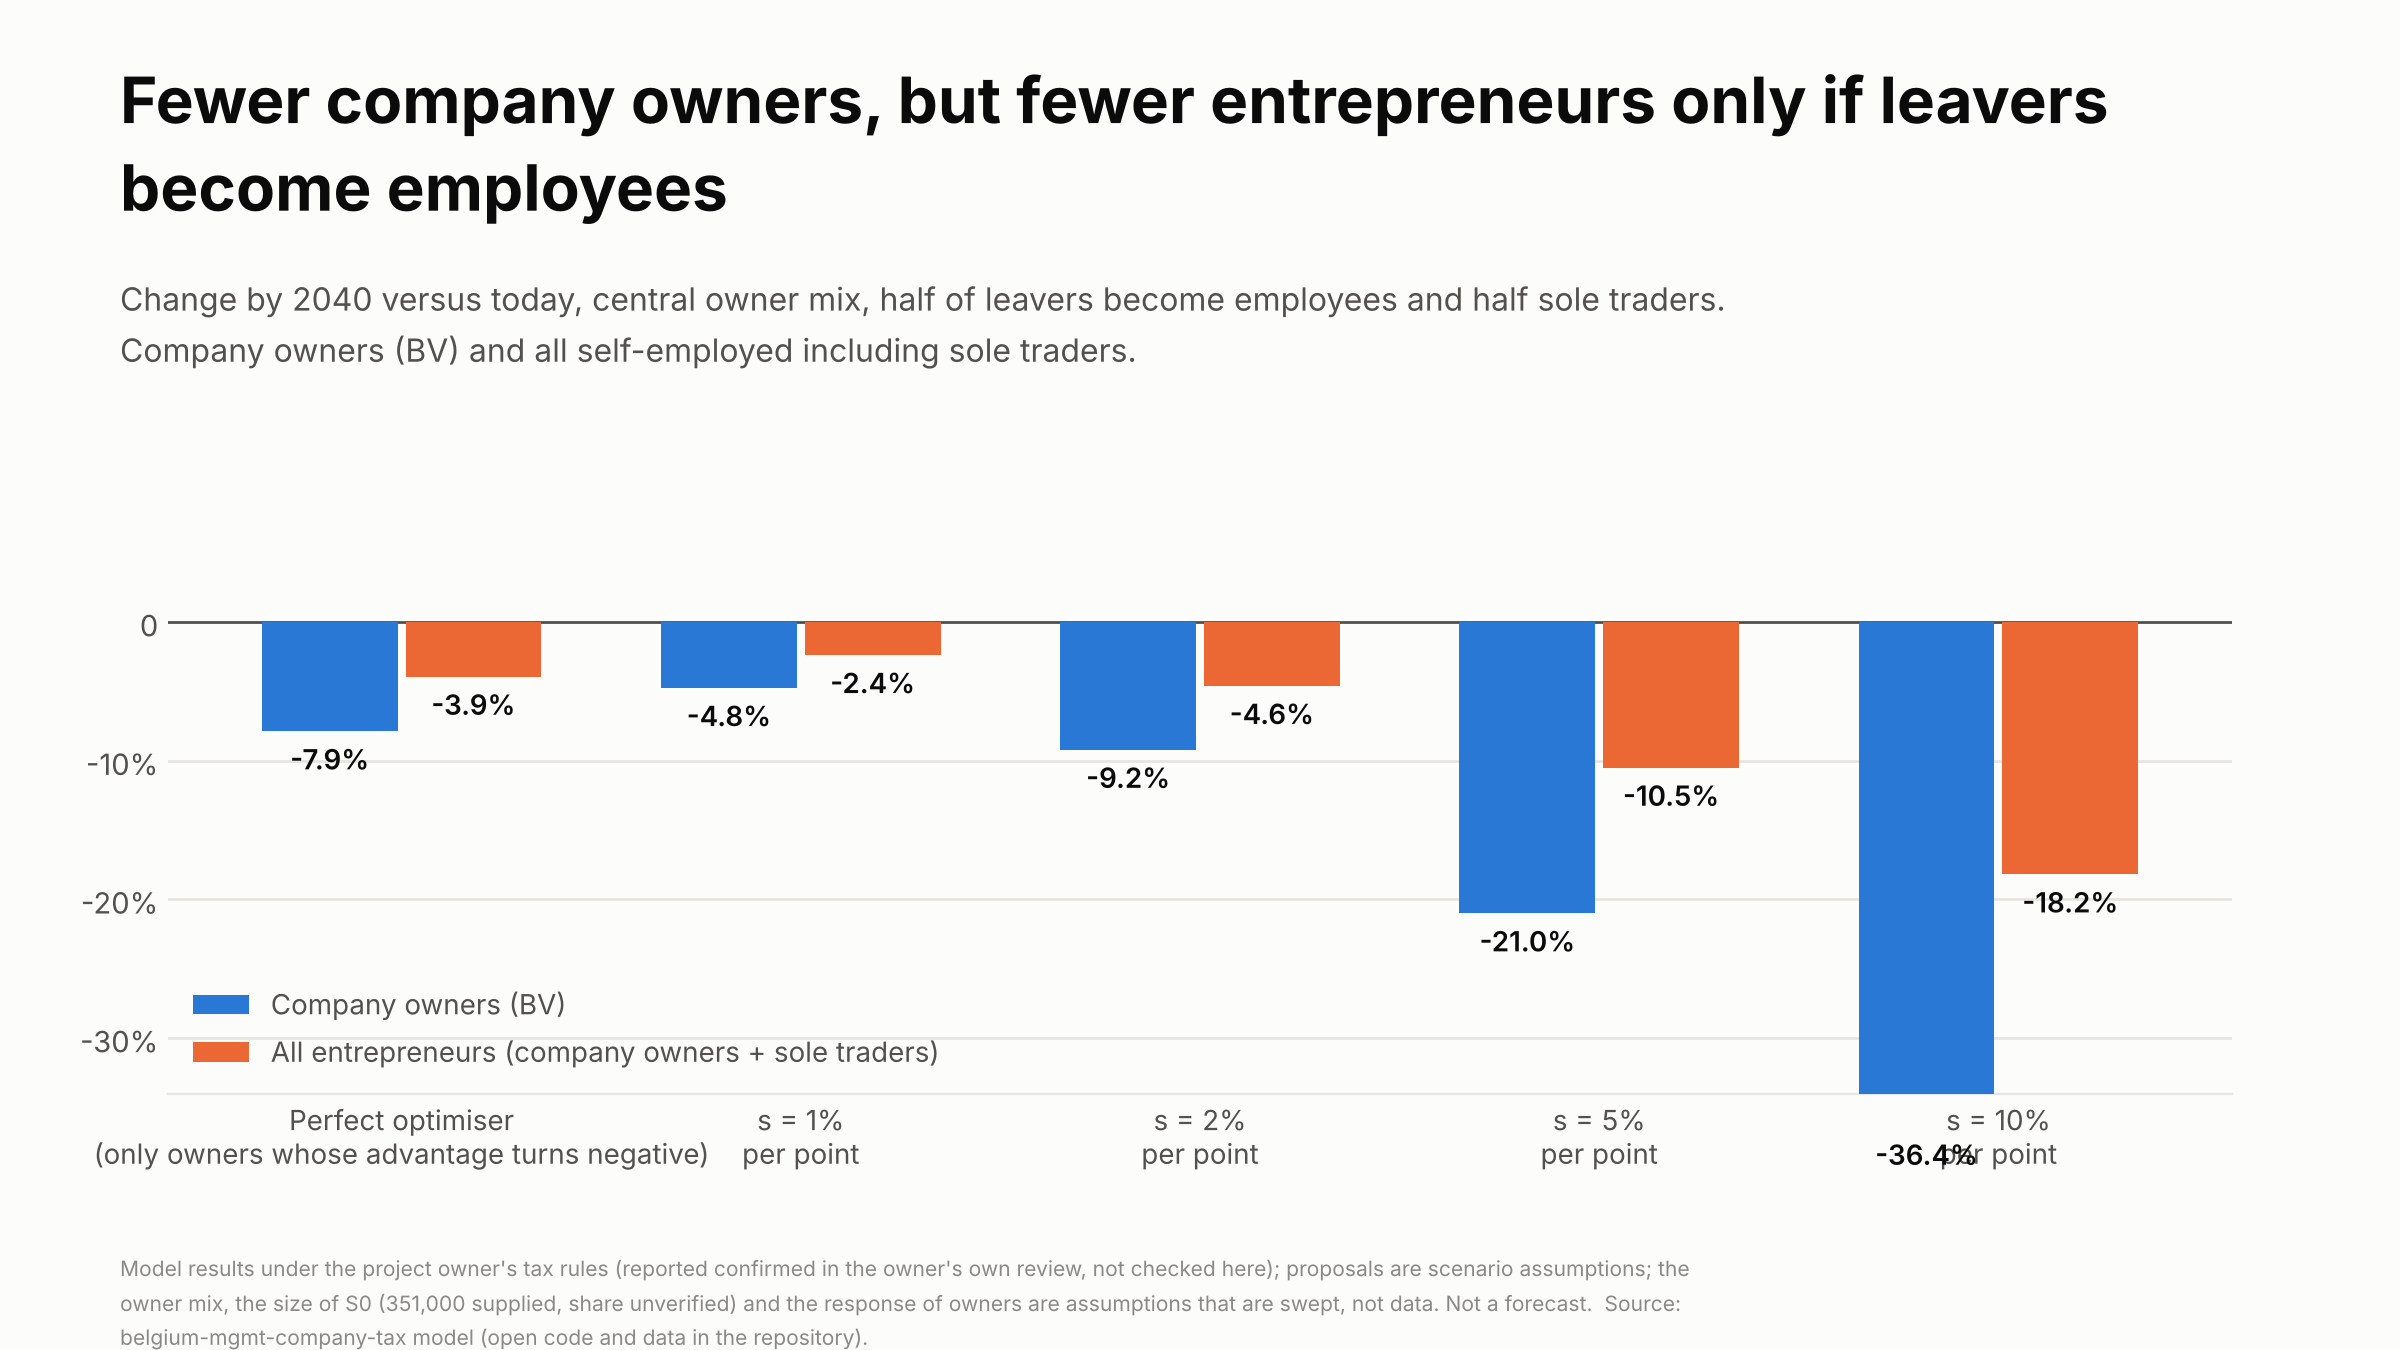 Fewer company owners, but fewer entrepreneurs only if leavers
become employees
Change by 2040 versus today, central owner mix, half of leavers become employees and half sole traders.
Company owners (BV) and all self-employed including sole traders.
0
-10%
-20%
-30%
-7.9%
-3.9%
-4.8%
-2.4%
-9.2%
-4.6%
-21.0%
-10.5%
-36.4%
-18.2%
Company owners (BV)
All entrepreneurs (company owners + sole traders)
Perfect optimiser
(only owners whose advantage turns negative)
s = 1%
per point
s = 2%
per point
s = 5%
per point
s = 10%
per point
Model results under the project owner's tax rules (reported confirmed in the owner's own review, not checked here); proposals are scenario assumptions; the
owner mix, the size of S0 (351,000 supplied, share unverified) and the response of owners are assumptions that are swept, not data. Not a forecast.  Source:
belgium-mgmt-company-tax model (open code and data in the repository).